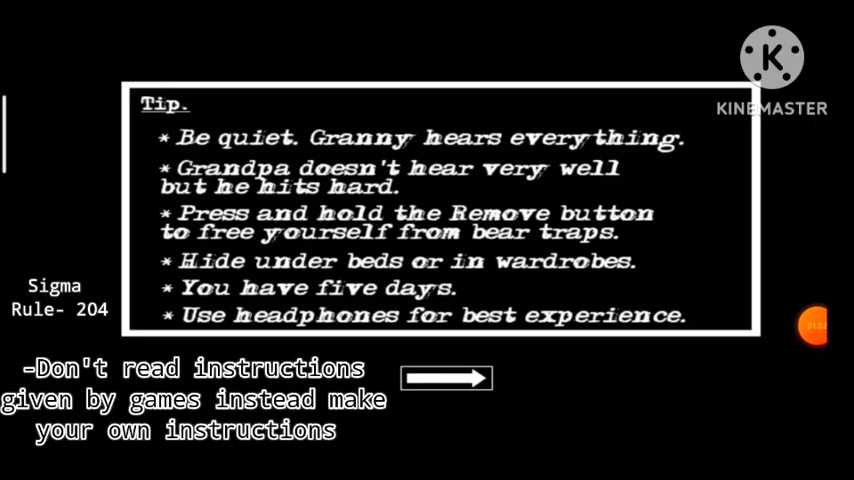 KINEMASTER
Tip.
* Be quiet. Granny hears everything.
* Grandpa doesn't hear very well
but he hits hard.
* Press and hold the Remove button
to free yourself from bear traps.
* Hide under beds or in wardrobes.
* You have five days.
* Use headphones for best experience.
Sigma
Rule- 204
-Don't read instructions
given by games instead make
your own instructions
01:02